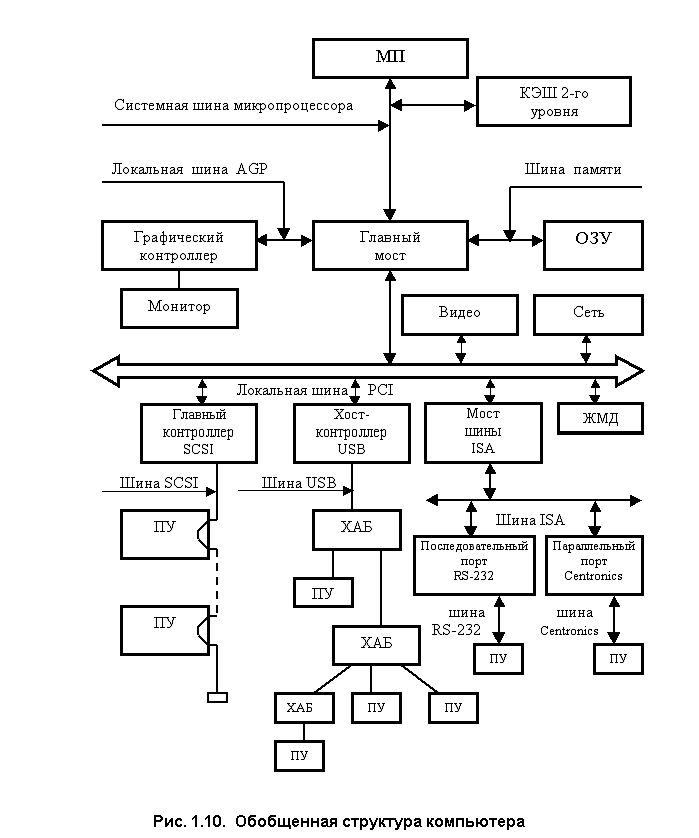 МП
КЭШ 2-го
уровня
Системная шина микропроцессора
Локальная шина AGP
Шина памяти
Графический
контроллер
Главный
мост
ОЗУ
Монитор
Видео
Сеть
Локальная шина PCI
Главный
контроллер
SCSI
Хост-
контроллер
USB
Мост
шины
ISA
ЖМД
Шина SCSI
Шина USB
ПУ
ХАБ
Шина ISA
Последовательный
порт
RS-232
Параллельный
порт
Centronics
ПУ
ПУ
шина
RS-232
шина
Centronics
ХАБ
ПУ
ПУ
ХАБ
ПУ
ПУ
ПУ
ПУ
Рис. 1.10. Обобщенная структура компьютера